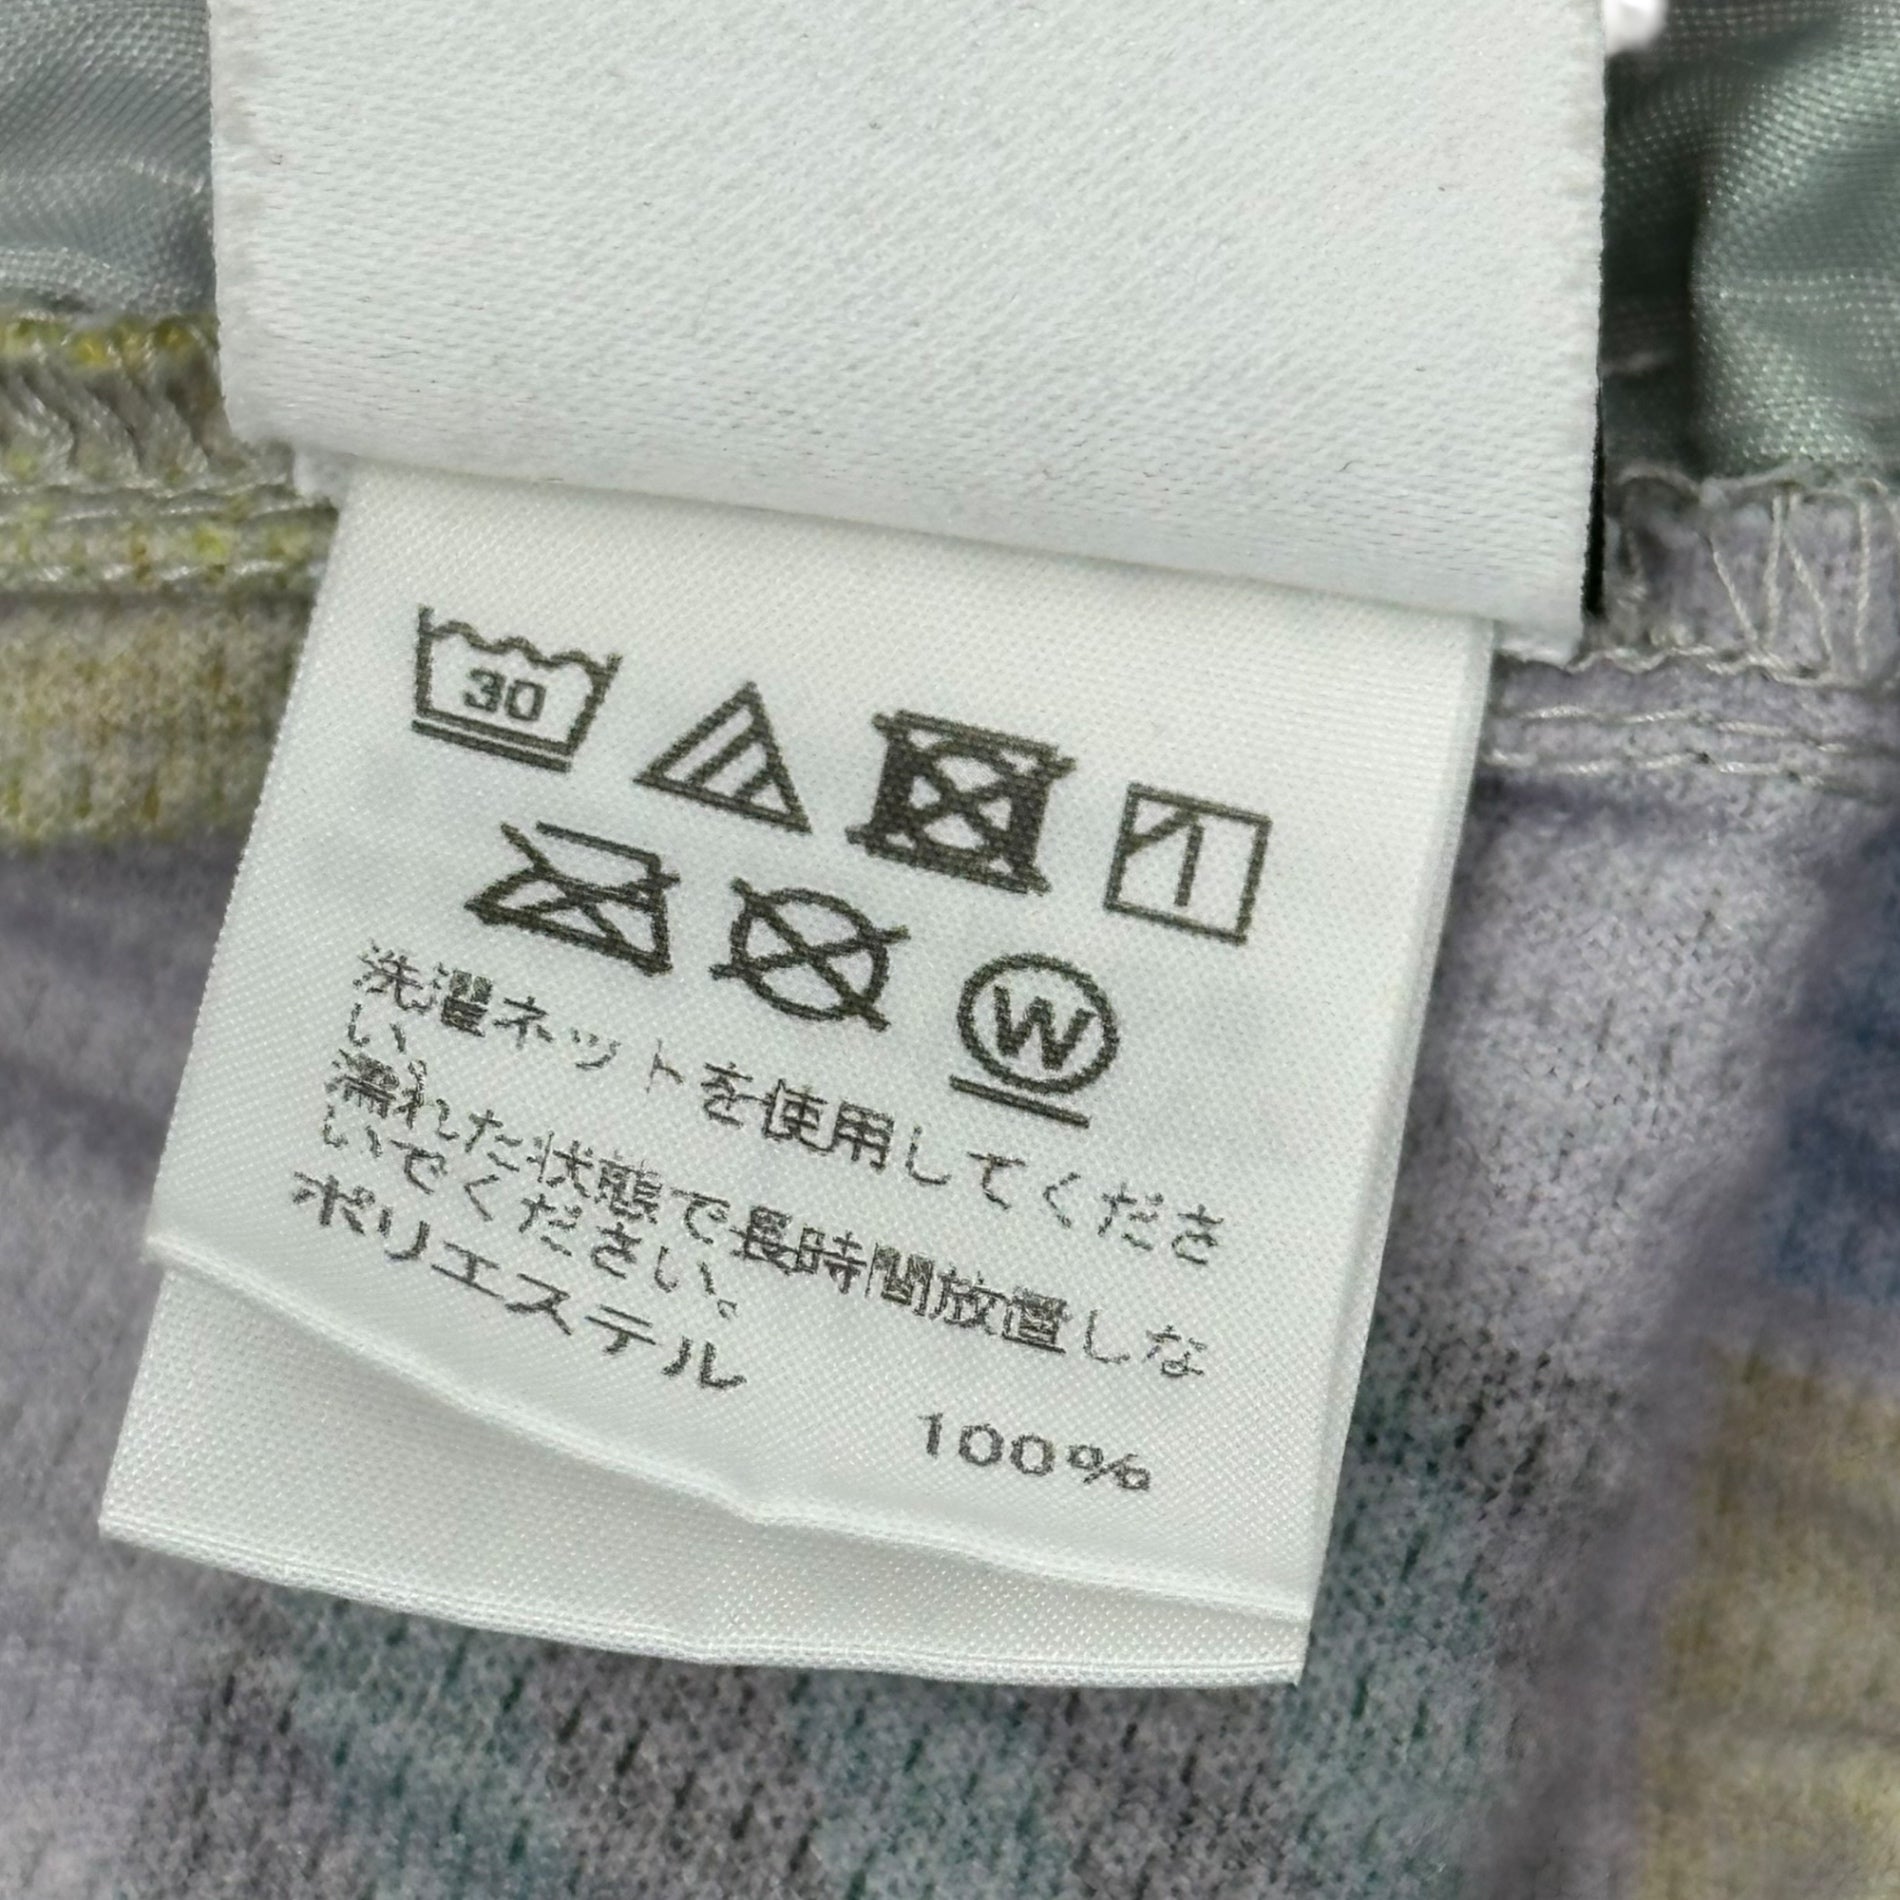 30
W
洗濯ネットを使用してくださ
い。
濡れた状態で長時間放置しな
いでください。
ポリエステル
100%